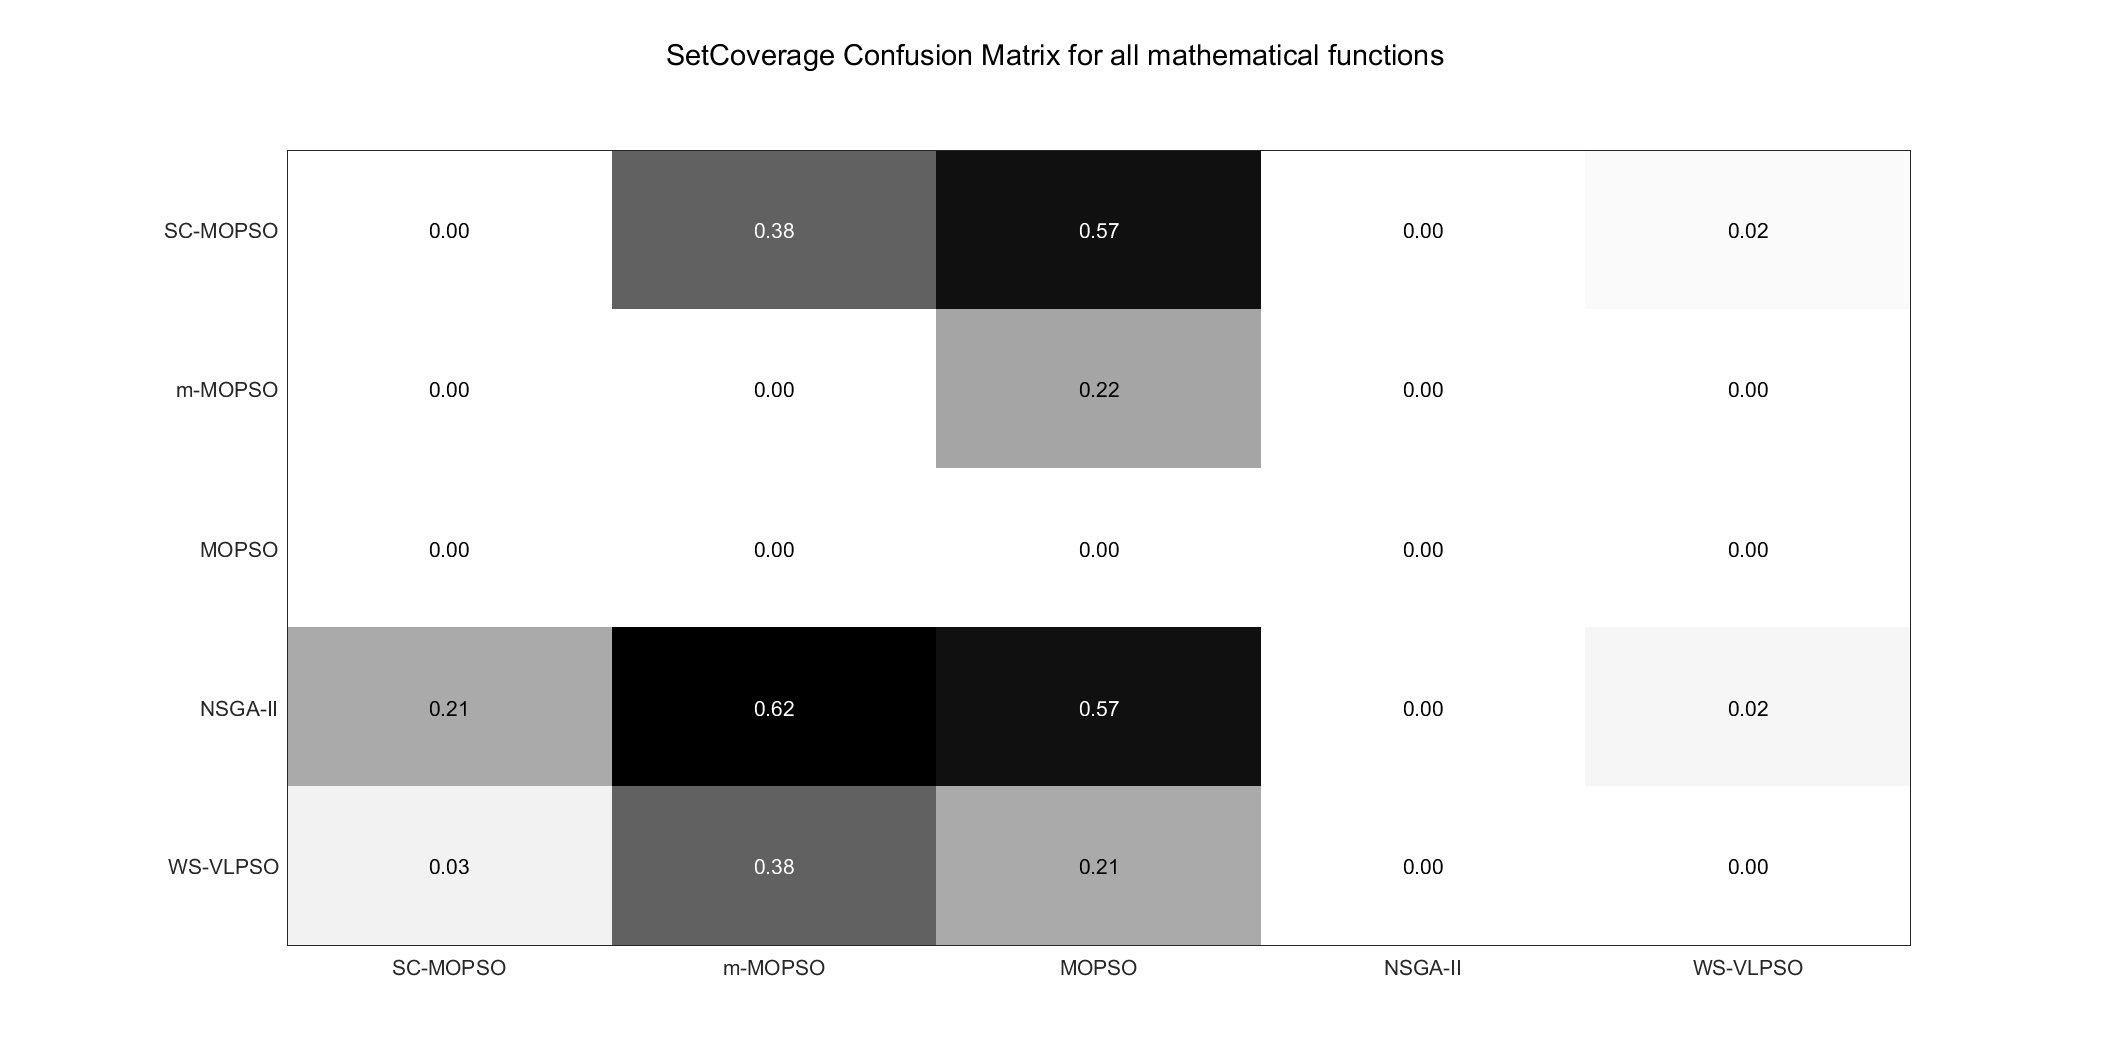 SetCoverage Confusion Matrix for all mathematical functions
SC-MOPSO 0.00 0.38 0.57 0.00 0.02
m-MOPSO 0.00 0.00 0.22 0.00 0.00
MOPSO 0.00 0.00 0.00 0.00 0.00
NSGA-II 0.21 0.62 0.57 0.00 0.02
WS-VLPSO 0.03 0.38 0.21 0.00 0.00
SC-MOPSO m-MOPSO MOPSO NSGA-II WS-VLPSO